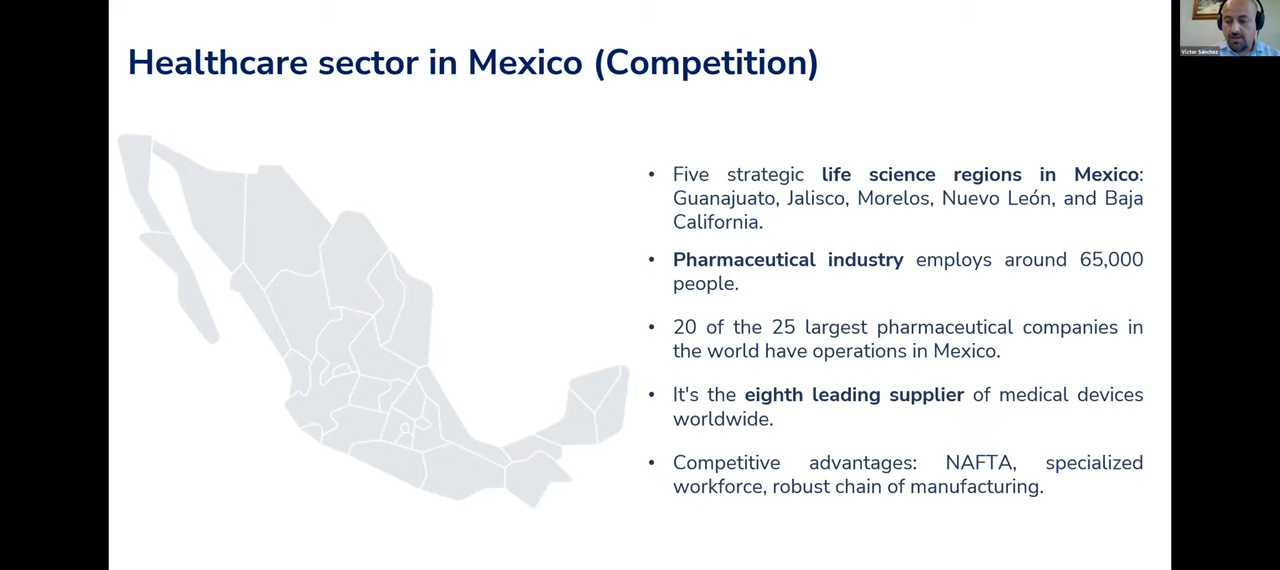 Healthcare sector in Mexico (Competition)
• Five strategic life science regions in Mexico:
Guanajuato, Jalisco, Morelos, Nuevo León, and Baja
California.
• Pharmaceutical industry employs around 65,000
people.
• 20 of the 25 largest pharmaceutical companies in
the world have operations in Mexico.
• It's the eighth leading supplier of medical devices
worldwide.
• Competitive advantages: NAFTA, specialized
workforce, robust chain of manufacturing.
Víctor Sánchez